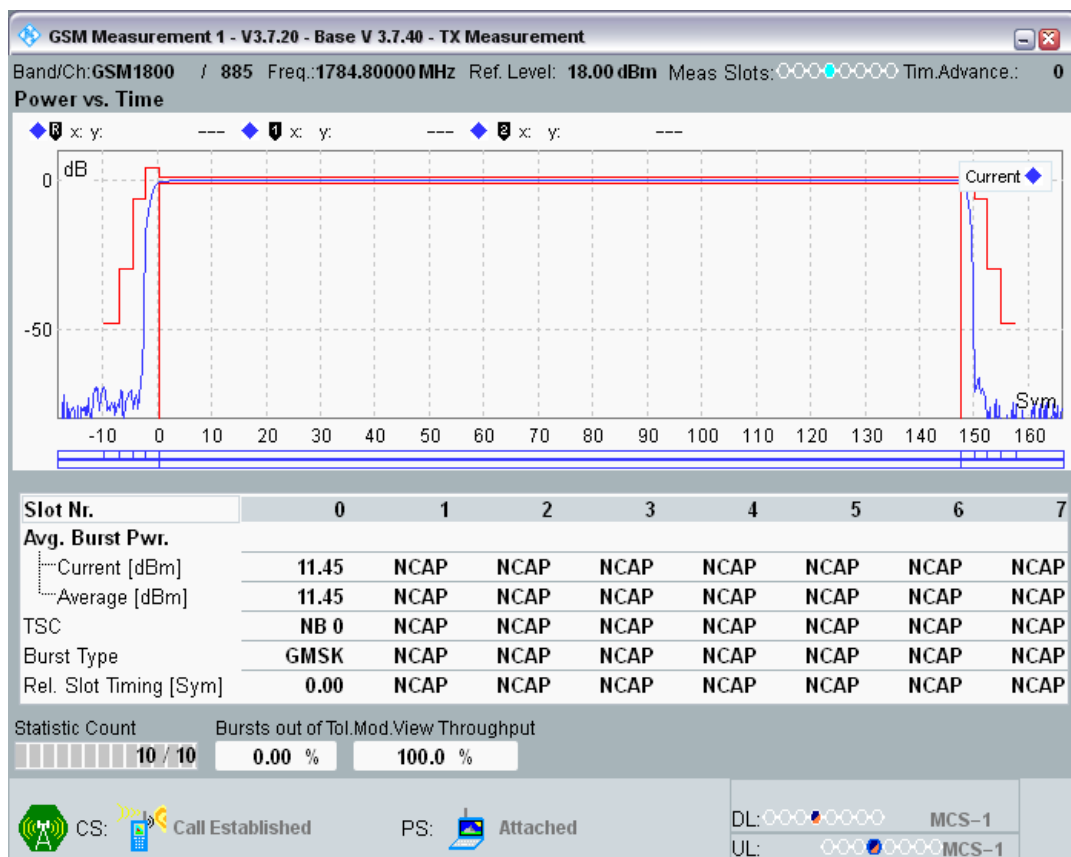 GSM Measurement 1 - V3.7.20 - Base V 3.7.40 - TX Measurement
Band/Ch:GSM1800 / 885 Freq.:1784.80000 MHz Ref. Level: 18.00 dBm Meas Slots: Tim.Advance.: 0
Power vs. Time
R x: y: --- 1 x: y: --- 2 x: y: ---
dB
Current
0
-50
Sym
-10 0 10 20 30 40 50 60 70 80 90 100 110 120 130 140 150 160
Slot Nr. 0 1 2 3 4 5 6 7
Avg. Burst Pwr.
Current [dBm] 11.45 NCAP NCAP NCAP NCAP NCAP NCAP NCAP
Average [dBm] 11.45 NCAP NCAP NCAP NCAP NCAP NCAP NCAP
TSC NB 0 NCAP NCAP NCAP NCAP NCAP NCAP NCAP
Burst Type GMSK NCAP NCAP NCAP NCAP NCAP NCAP NCAP
Rel. Slot Timing [Sym] 0.00 NCAP NCAP NCAP NCAP NCAP NCAP NCAP
Statistic Count Bursts out of Tol. Mod.View Throughput
10 / 10 0.00 % 100.0 %
CS: Call Established PS: Attached
DL: MCS-1
UL: MCS-1